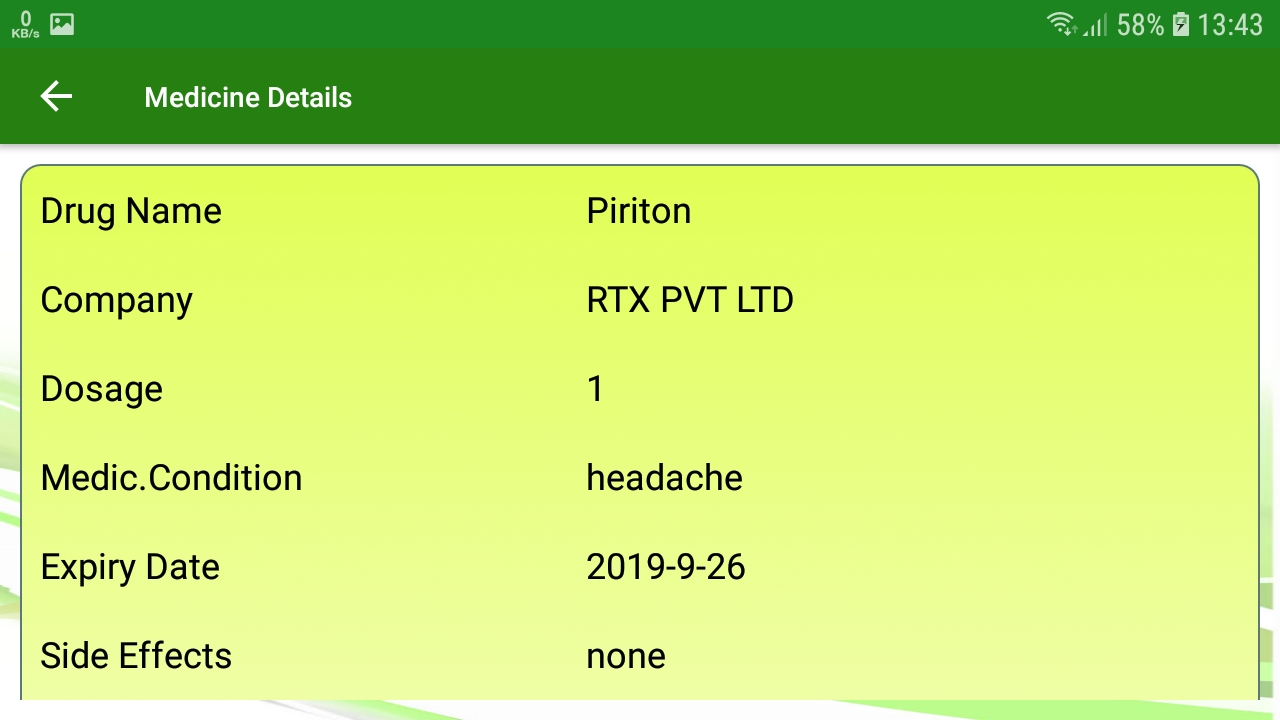 0
KB/s
58% 13:43
Medicine Details
Drug Name Piriton
Company RTX PVT LTD
Dosage 1
Medic.Condition headache
Expiry Date 2019-9-26
Side Effects none